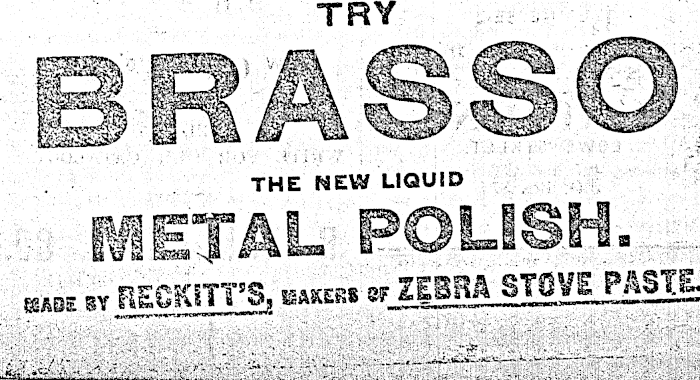 TRY
BRASSO
THE NEW LIQUID
METAL POLISH.
MADE BY RECKITT'S, MAKERS OF ZEBRA STOVE PASTE.